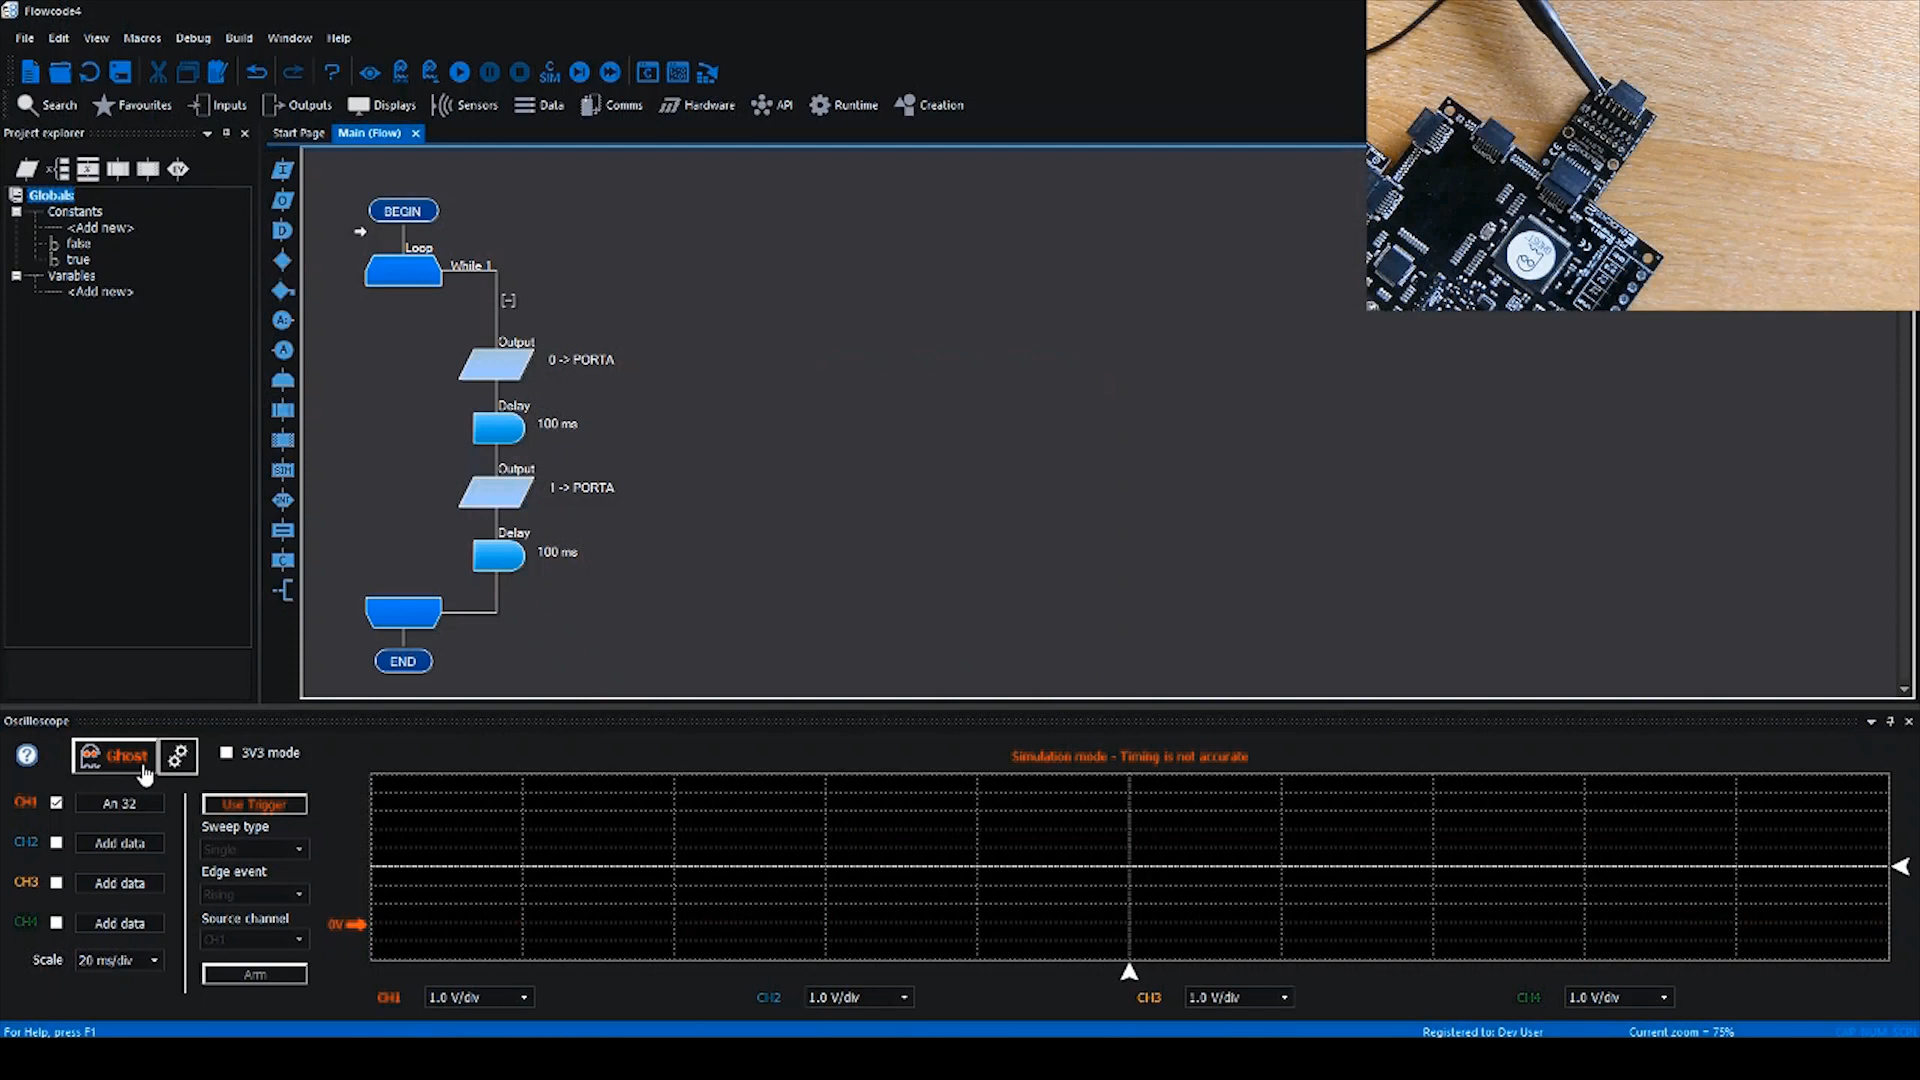 Flowcode4
File Edit View Macros Debug Build Window Help
Search Favourites Inputs Outputs Displays Sensors Data Comms Hardware API Runtime Creation
Project explorer
Start Page Main (Flow)
Globals
Constants
<Add new>
false
true
Variables
<Add new>
BEGIN
Loop
While 1
Output
0 -> PORTA
Delay
100 ms
Output
1 -> PORTA
Delay
100 ms
END
Oscilloscope
Ghost
3V3 mode
Simulation mode - Timing is not accurate
CH1 An 32
CH2 Add data
CH3 Add data
CH4 Add data
Scale 20 ms/div
Use Trigger
Sweep type
Single
Edge event
Rising
Source channel
CH1
Arm
0V
CH1 1.0 V/div
CH2 1.0 V/div
CH3 1.0 V/div
CH4 1.0 V/div
For Help, press F1
Registered to: Dev User
Current zoom = 75%
CAP NUM SCRL